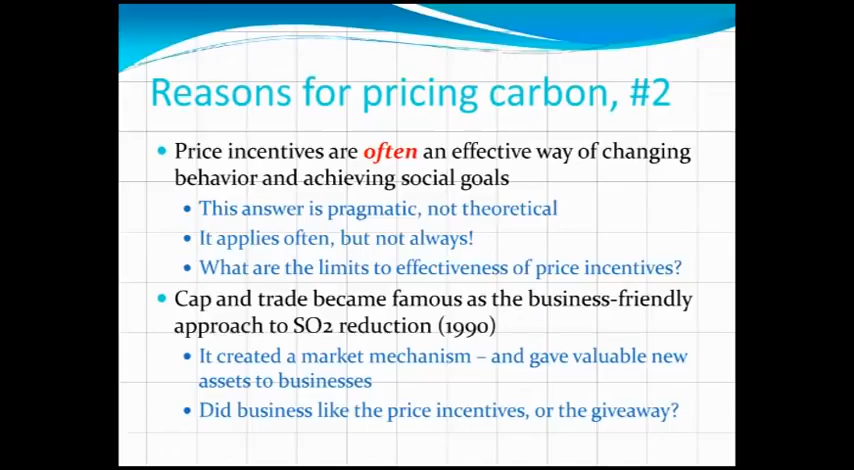 Reasons for pricing carbon, #2
• Price incentives are often an effective way of changing
behavior and achieving social goals
• This answer is pragmatic, not theoretical
• It applies often, but not always!
• What are the limits to effectiveness of price incentives?
• Cap and trade became famous as the business-friendly
approach to SO2 reduction (1990)
• It created a market mechanism – and gave valuable new
assets to businesses
• Did business like the price incentives, or the giveaway?